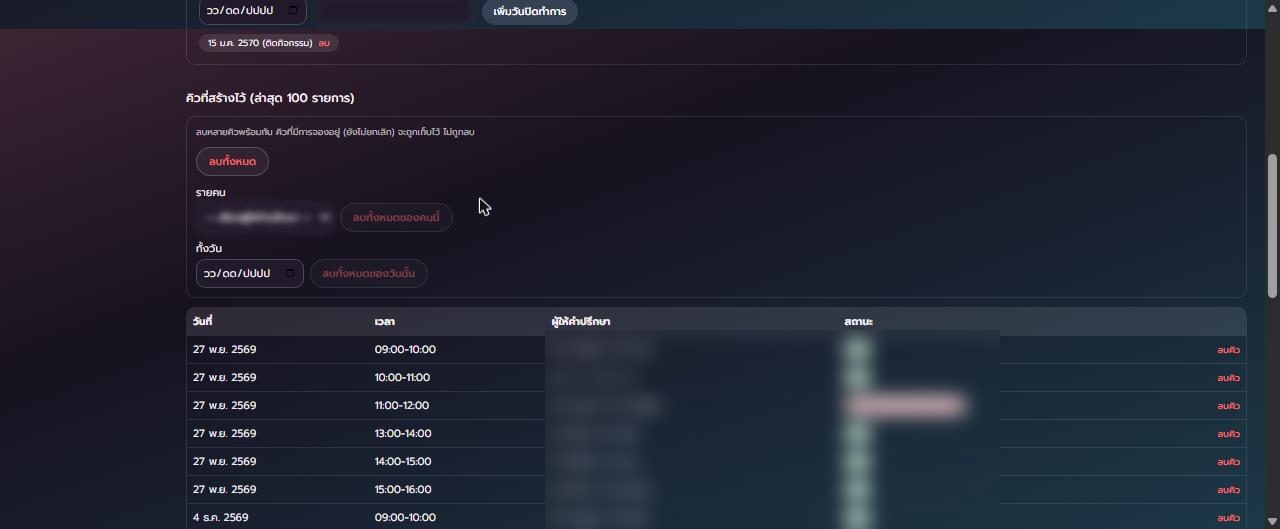 วว/ดด/ปปปป เพิ่มวันปิดทำการ
15 ม.ค. 2570 (ติดกิจกรรม) ลบ
คิวที่สร้างไว้ (ล่าสุด 100 รายการ)
ลบหลายคิวพร้อมกัน คิวที่มีการจองอยู่ (ยังไม่ยกเลิก) จะถูกเก็บไว้ ไม่ถูกลบ
ลบทั้งหมด
รายคน
ลบทั้งหมดของคนนี้
ทั้งวัน
วว/ดด/ปปปป ลบทั้งหมดของวันนั้น
วันที่ เวลา ผู้ให้คำปรึกษา สถานะ
27 พ.ย. 2569 09:00-10:00 ลบคิว
27 พ.ย. 2569 10:00-11:00 ลบคิว
27 พ.ย. 2569 11:00-12:00 ลบคิว
27 พ.ย. 2569 13:00-14:00 ลบคิว
27 พ.ย. 2569 14:00-15:00 ลบคิว
27 พ.ย. 2569 15:00-16:00 ลบคิว
4 ธ.ค. 2569 09:00-10:00 ลบคิว